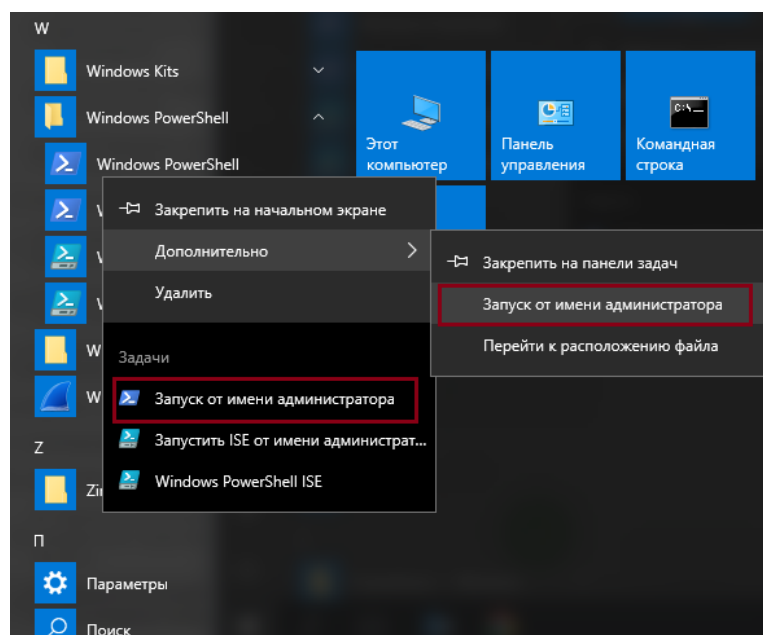 W
Windows Kits
Windows PowerShell
Windows PowerShell
W
Z
П
Параметры
Поиск
Этот
компьютер
Панель
управления
C:\
Командная
строка
Закрепить на начальном экране
Дополнительно
Удалить
Задачи
Запуск от имени администратора
Запустить ISE от имени администрат...
Windows PowerShell ISE
Закрепить на панели задач
Запуск от имени администратора
Перейти к расположению файла